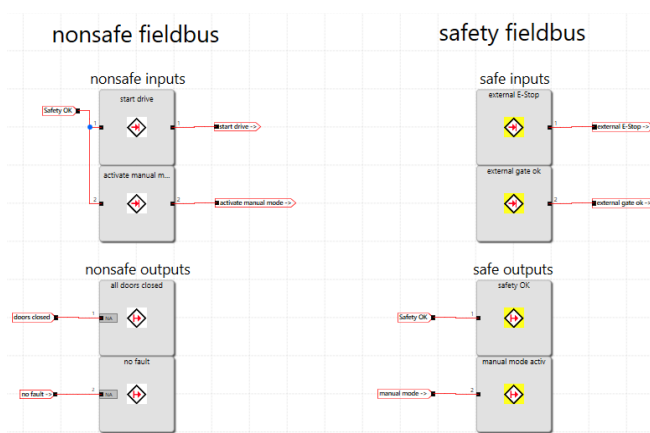 nonsafe fieldbus
safety fieldbus
nonsafe inputs
safe inputs
start drive
external E-Stop
Safety OK
1
1
start drive ->
1
external E-Stop ->
activate manual m...
external gate ok
2
2
activate manual mode ->
2
external gate ok ->
nonsafe outputs
safe outputs
all doors closed
safety OK
doors closed
1
NA
Safety OK
1
no fault
manual mode activ
no fault ->
2
NA
manual mode ->
2